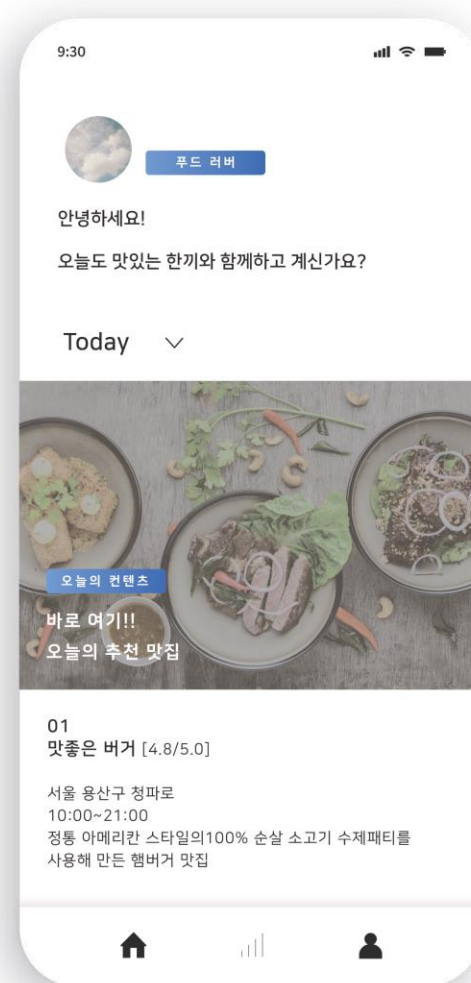 9:30
푸드 러버
안녕하세요!
오늘도 맛있는 한끼와 함께하고 계신가요?
Today
오늘의 컨텐츠
바로 여기!!
오늘의 추천 맛집
01
맛좋은 버거 [4.8/5.0]
서울 용산구 청파로
10:00~21:00
정통 아메리칸 스타일의100% 순살 소고기 수제패티를
사용해 만든 햄버거 맛집